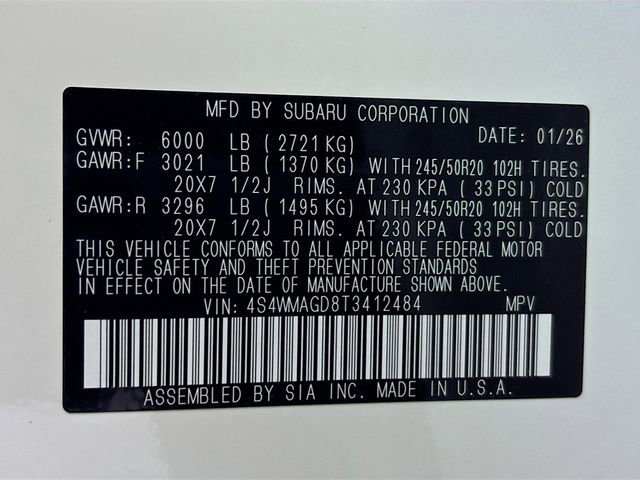 MFD BY SUBARU CORPORATION
GVWR: 6000 LB ( 2721 KG) DATE: 01/26
GAWR:F 3021 LB ( 1370 KG) WITH 245/50R20 102H TIRES.
20X7 1/2J RIMS. AT 230 KPA ( 33 PSI) COLD
GAWR:R 3296 LB ( 1495 KG) WITH 245/50R20 102H TIRES.
20X7 1/2J RIMS. AT 230 KPA ( 33 PSI) COLD
THIS VEHICLE CONFORMS TO ALL APPLICABLE FEDERAL MOTOR
VEHICLE SAFETY AND THEFT PREVENTION STANDARDS
IN EFFECT ON DATE OF MANUFACTURE SHOWN ABOVE.
VIN: 4S4WMAGD8T3412484 MPV
ASSEMBLED BY SIA INC. MADE IN U.S.A.